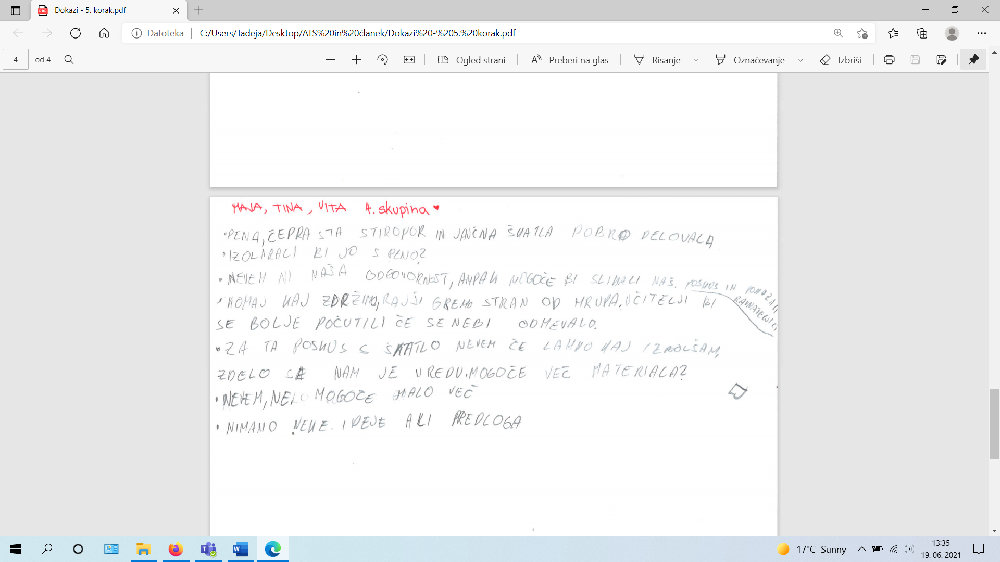 Dokazi - 5. korak.pdf
Datoteka C:/Users/Tadeja/Desktop/ATS%20in%20članek/Dokazi%20-%205.%20korak.pdf
4 od 4 Ogled strani Preberi na glas Risanje Označevanje Izbriši
MAJA, TINA, VITA 4. skupina
• PENA, ČEPRA STA STIROPOR IN JAJČNA ŠKATLA DOBRO DELOVALA
• IZOLIRALI BI JO S PENO?
• NEVEM NI NAŠA ODGOVORNOST, AMPAK MOGOČE BI SLIKALI NAŠ. POSKUS IN POKAZALI
RAVNATELJICI
• KOMAJ KAJ ZDRŽIMO, RAJŠI GREMO STRAN OD HRUPA. UČITELJI BI
SE BOLJE POČUTILI ČE SE NEBI ODMEVALO.
• ZA TA POSKUS S ŠKATLO NEVEM ČE LAHKO KAJ IZBOLŠAM,
ZDELO SE NAM JE VREDU. MOGOČE VEČ MATERIALA?
• NEVEM, MOGOČE MALO VEČ
• NIMAMO NEKE IDEJE ALI PREDLOGA
17°C Sunny 13:35
19. 06. 2021